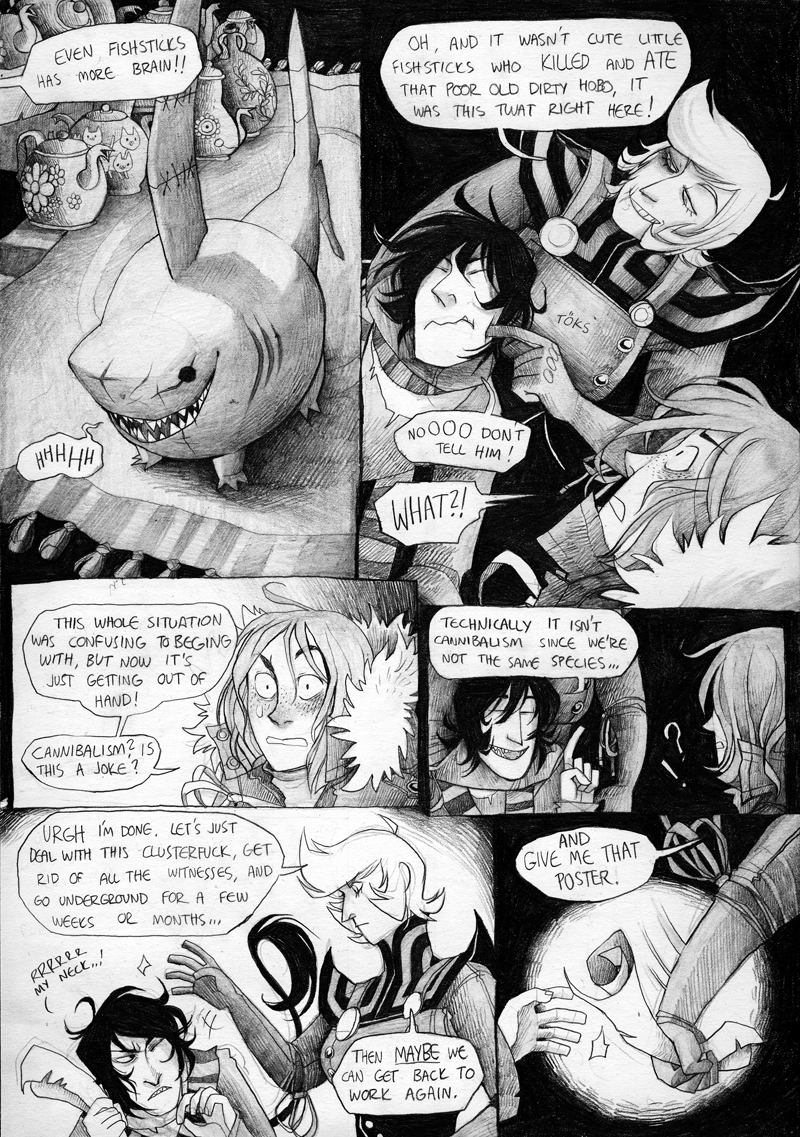 EVEN FISHSTICKS
HAS MORE BRAIN!!
HHHHH
OH, AND IT WASN'T CUTE LITTLE
FISHSTICKS WHO KILLED AND ATE
THAT POOR OLD DIRTY HOBO, IT
WAS THIS TWAT RIGHT HERE!
TÖKS
NOOOO DON'T
TELL HIM!
WHAT?!
THIS WHOLE SITUATION
WAS CONFUSING TO BEGING
WITH, BUT NOW IT'S
JUST GETTING OUT OF
HAND!
CANNIBALISM? IS
THIS A JOKE?
TECHNICALLY IT ISN'T
CANNIBALISM SINCE WE'RE
NOT THE SAME SPECIES...
?
!
URGH I'M DONE. LET'S JUST
DEAL WITH THIS CLUSTERFUCK, GET
RID OF ALL THE WITNESSES, AND
GO UNDERGROUND FOR A FEW
WEEKS OR MONTHS...
RRRRRR
MY NECK..!
THEN MAYBE WE
CAN GET BACK TO
WORK AGAIN.
AND
GIVE ME THAT
POSTER.